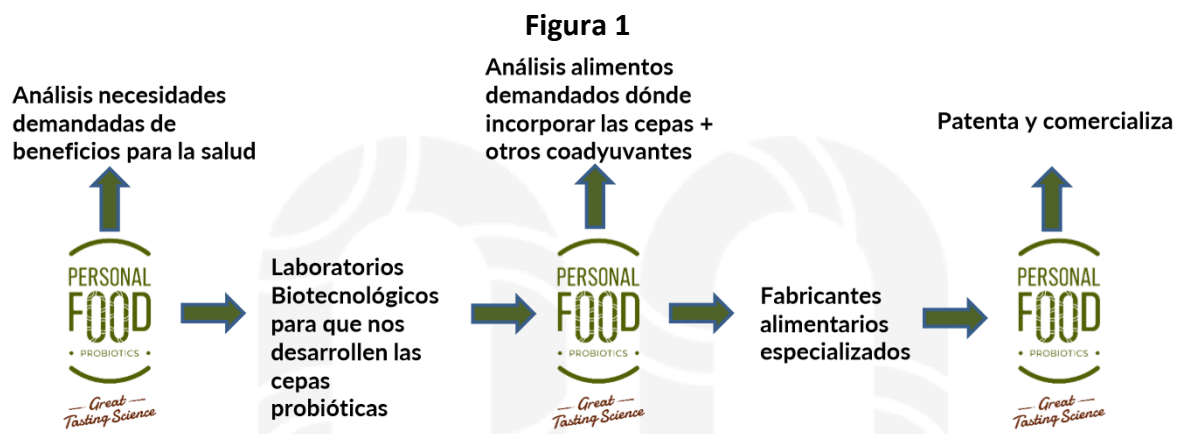 Figura 1
Análisis necesidades
demandadas de
beneficios para la salud
Análisis alimentos
demandados dónde
incorporar las cepas +
otros coadyuvantes
Patenta y comercializa
PERSONAL
FOOD
• PROBIOTICS •
— Great —
Tasting Science
Laboratorios
Biotecnológicos
para que nos
desarrollen las
cepas
probióticas
PERSONAL
FOOD
• PROBIOTICS •
— Great —
Tasting Science
Fabricantes
alimentarios
especializados
PERSONAL
FOOD
• PROBIOTICS •
— Great —
Tasting Science